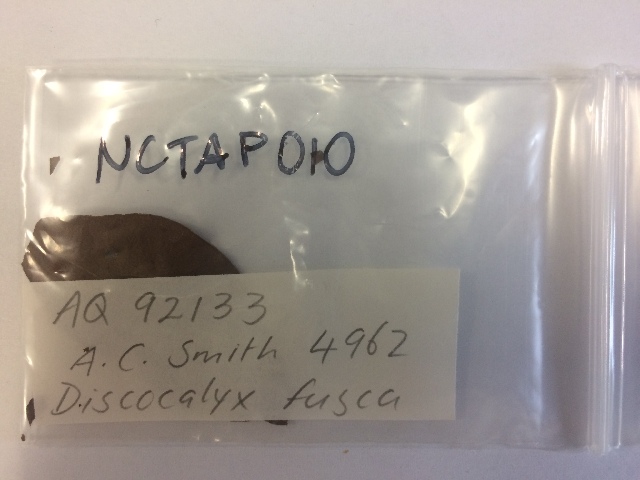 NCTAP010
AQ 92133
A.C. Smith 4962
Discocalyx fusca